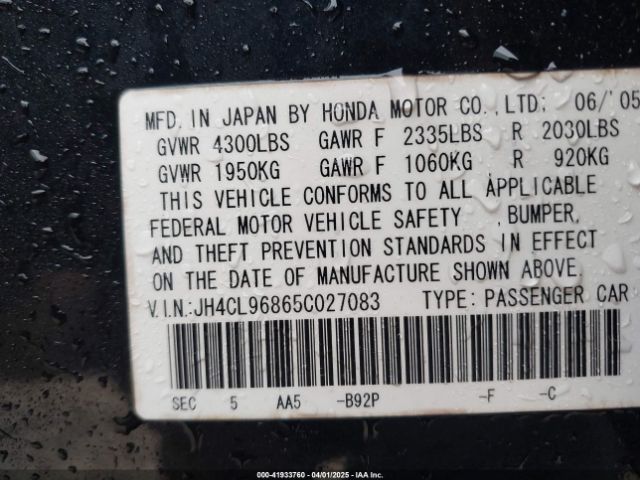 MFD. IN JAPAN BY HONDA MOTOR CO., LTD: 06/'05
GVWR 4300LBS GAWR F 2335LBS R 2030LBS
GVWR 1950KG GAWR F 1060KG R 920KG
THIS VEHICLE CONFORMS TO ALL APPLICABLE
FEDERAL MOTOR VEHICLE SAFETY , BUMPER,
AND THEFT PREVENTION STANDARDS IN EFFECT
ON THE DATE OF MANUFACTURE SHOWN ABOVE.
V.I.N.:JH4CL96865C027083 TYPE: PASSENGER CAR
SEC 5 AA5 -B92P -F -C
000-41933760 - 04/01/2025 - IAA, Inc.